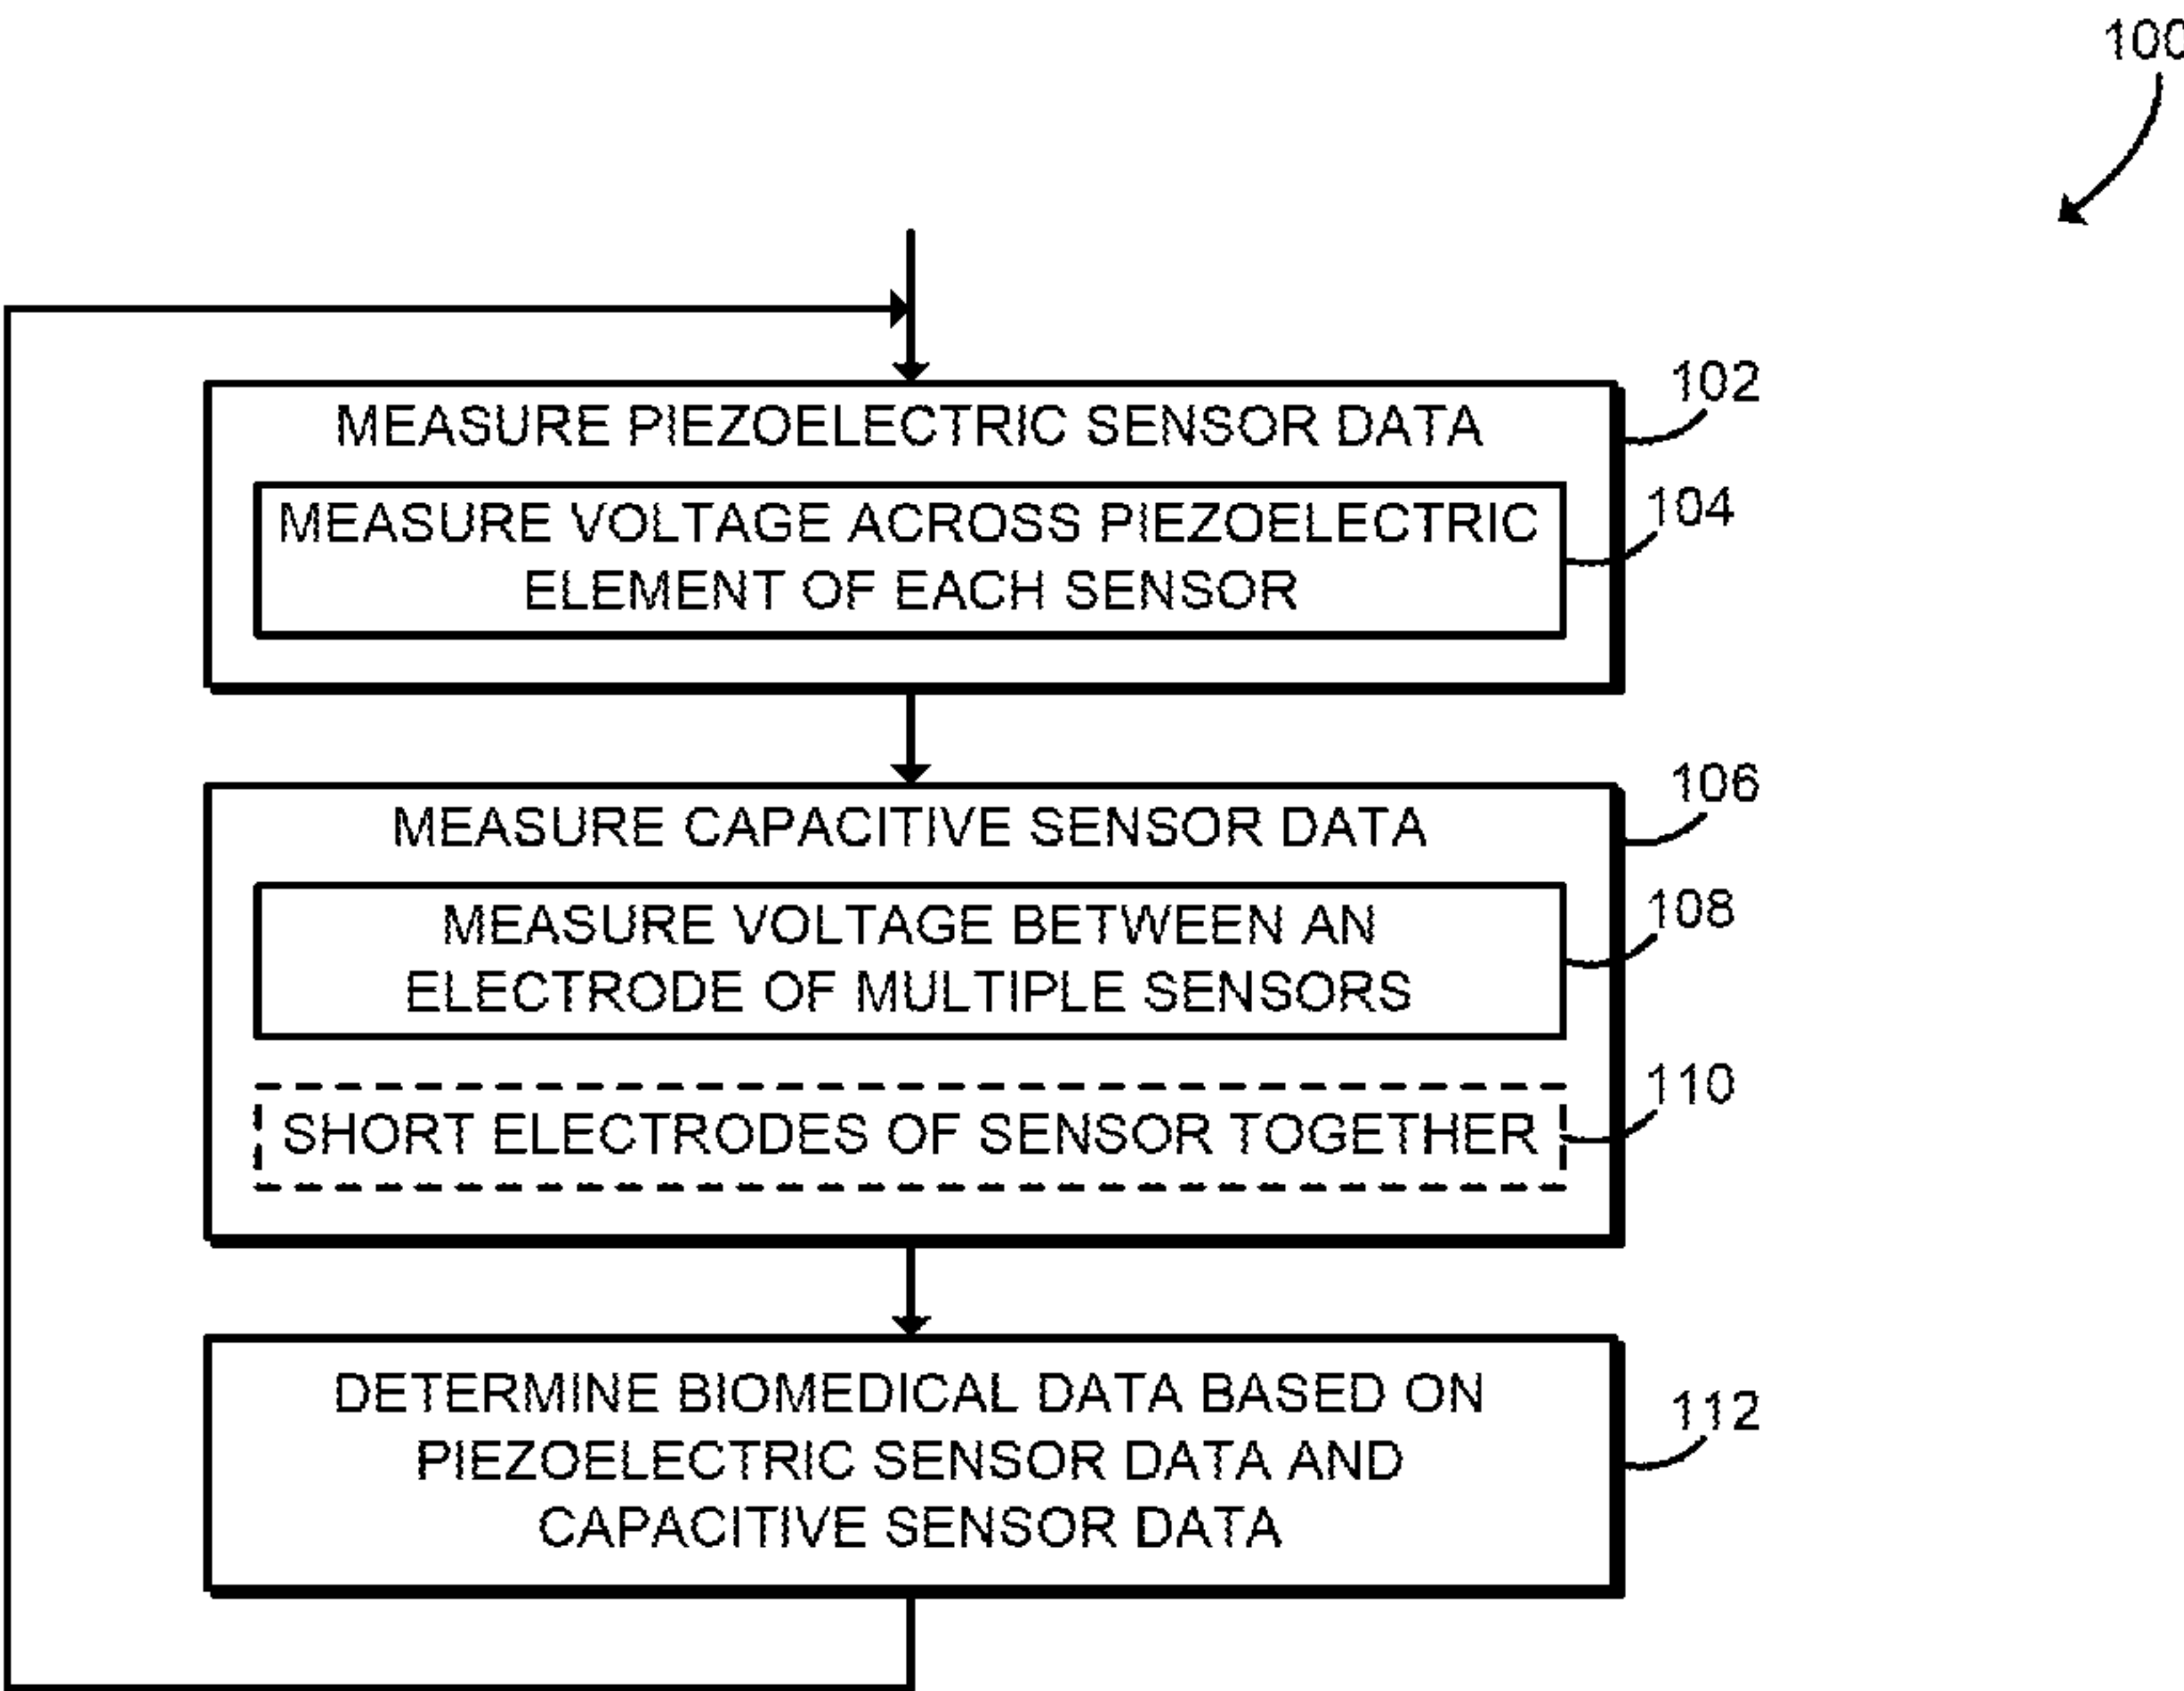 100
102
MEASURE PIEZOELECTRIC SENSOR DATA
104
MEASURE VOLTAGE ACROSS PIEZOELECTRIC
ELEMENT OF EACH SENSOR
106
MEASURE CAPACITIVE SENSOR DATA
108
MEASURE VOLTAGE BETWEEN AN
ELECTRODE OF MULTIPLE SENSORS
110
SHORT ELECTRODES OF SENSOR TOGETHER
112
DETERMINE BIOMEDICAL DATA BASED ON
PIEZOELECTRIC SENSOR DATA AND
CAPACITIVE SENSOR DATA